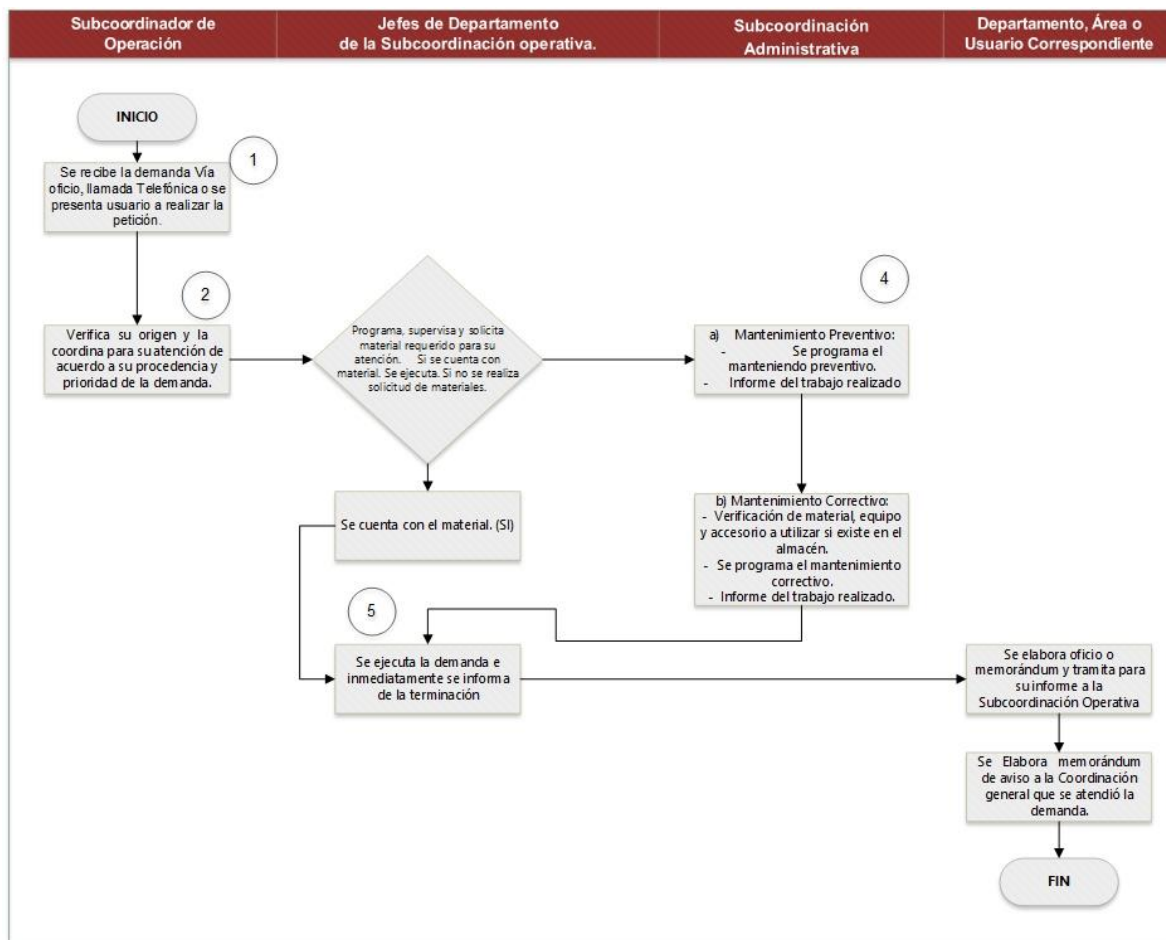 Subcoordinador de
Operación
Jefes de Departamento
de la Subcoordinación operativa.
Subcoordinación
Administrativa
Departamento, Área o
Usuario Correspondiente
INICIO
1
Se recibe la demanda Vía
oficio, llamada Telefónica o se
presenta usuario a realizar la
petición.
2
Verifica su origen y la
coordina para su atención de
acuerdo a su procedencia y
prioridad de la demanda.
Programa, supervisa y solicita
material requerido para su
atención. Si se cuenta con
material. Se ejecuta. Si no se realiza
solicitud de materiales.
4
a) Mantenimiento Preventivo:
- Se programa el
manteniendo preventivo.
- Informe del trabajo realizado
Se cuenta con el material. (SI)
b) Mantenimiento Correctivo:
- Verificación de material, equipo
y accesorio a utilizar si existe en el
almacén.
- Se programa el mantenimiento
correctivo.
- Informe del trabajo realizado.
5
Se ejecuta la demanda e
inmediatamente se informa
de la terminación
Se elabora oficio o
memorándum y tramita para
su informe a la
Subcoordinación Operativa
Se Elabora memorándum
de aviso a la Coordinación
general que se atendió la
demanda.
FIN